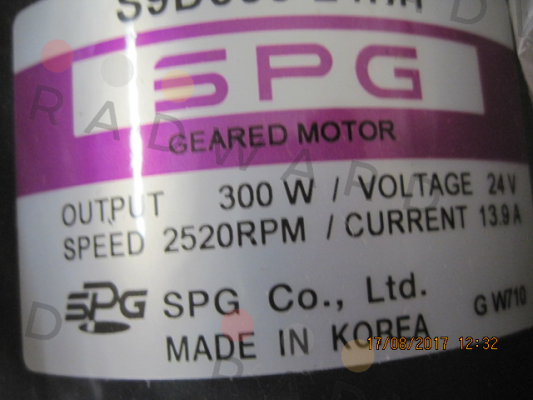 SPG
GEARED MOTOR
OUTPUT 300 W / VOLTAGE 24 V
SPEED 2520RPM / CURRENT 13.9 A
SPG SPG Co., Ltd.
G W710
MADE IN KOREA
17/08/2017 12:32